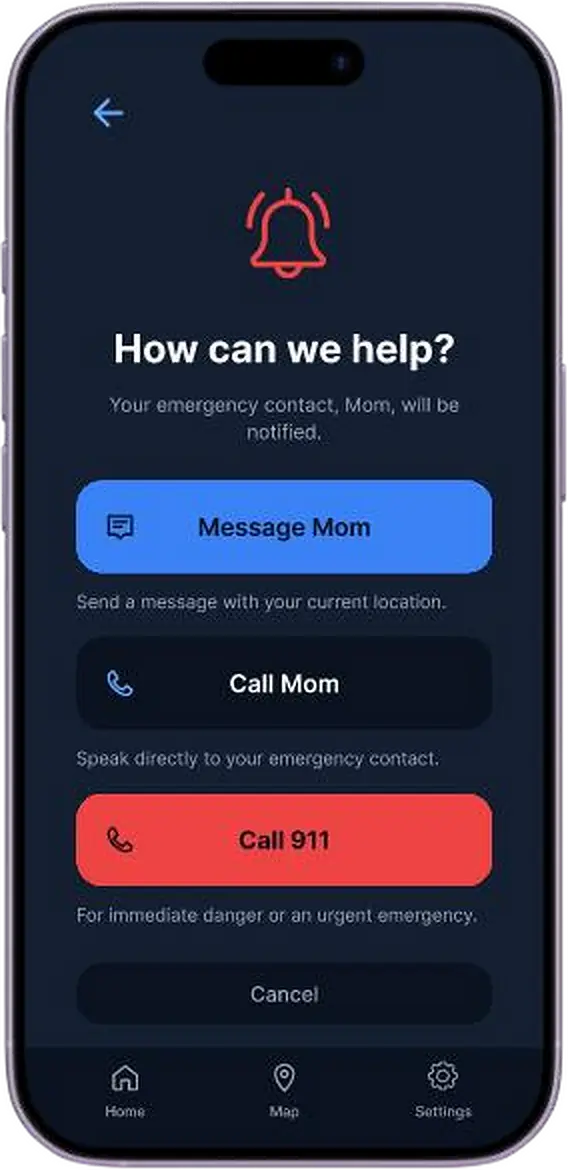 How can we help?
Your emergency contact, Mom, will be
notified.
Message Mom
Send a message with your current location.
Call Mom
Speak directly to your emergency contact.
Call 911
For immediate danger or an urgent emergency.
Cancel
Home
Map
Settings